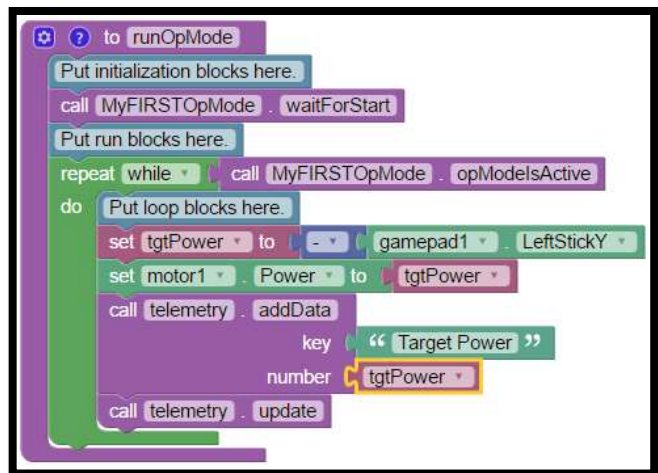 ? to runOpMode
Put initialization blocks here.
call MyFIRSTOpMode . waitForStart
Put run blocks here.
repeat while call MyFIRSTOpMode . opModeIsActive
do Put loop blocks here.
set tgtPower to - gamepad1 . LeftStickY
set motor1 . Power to tgtPower
call telemetry . addData
key “ Target Power ”
number tgtPower
call telemetry . update